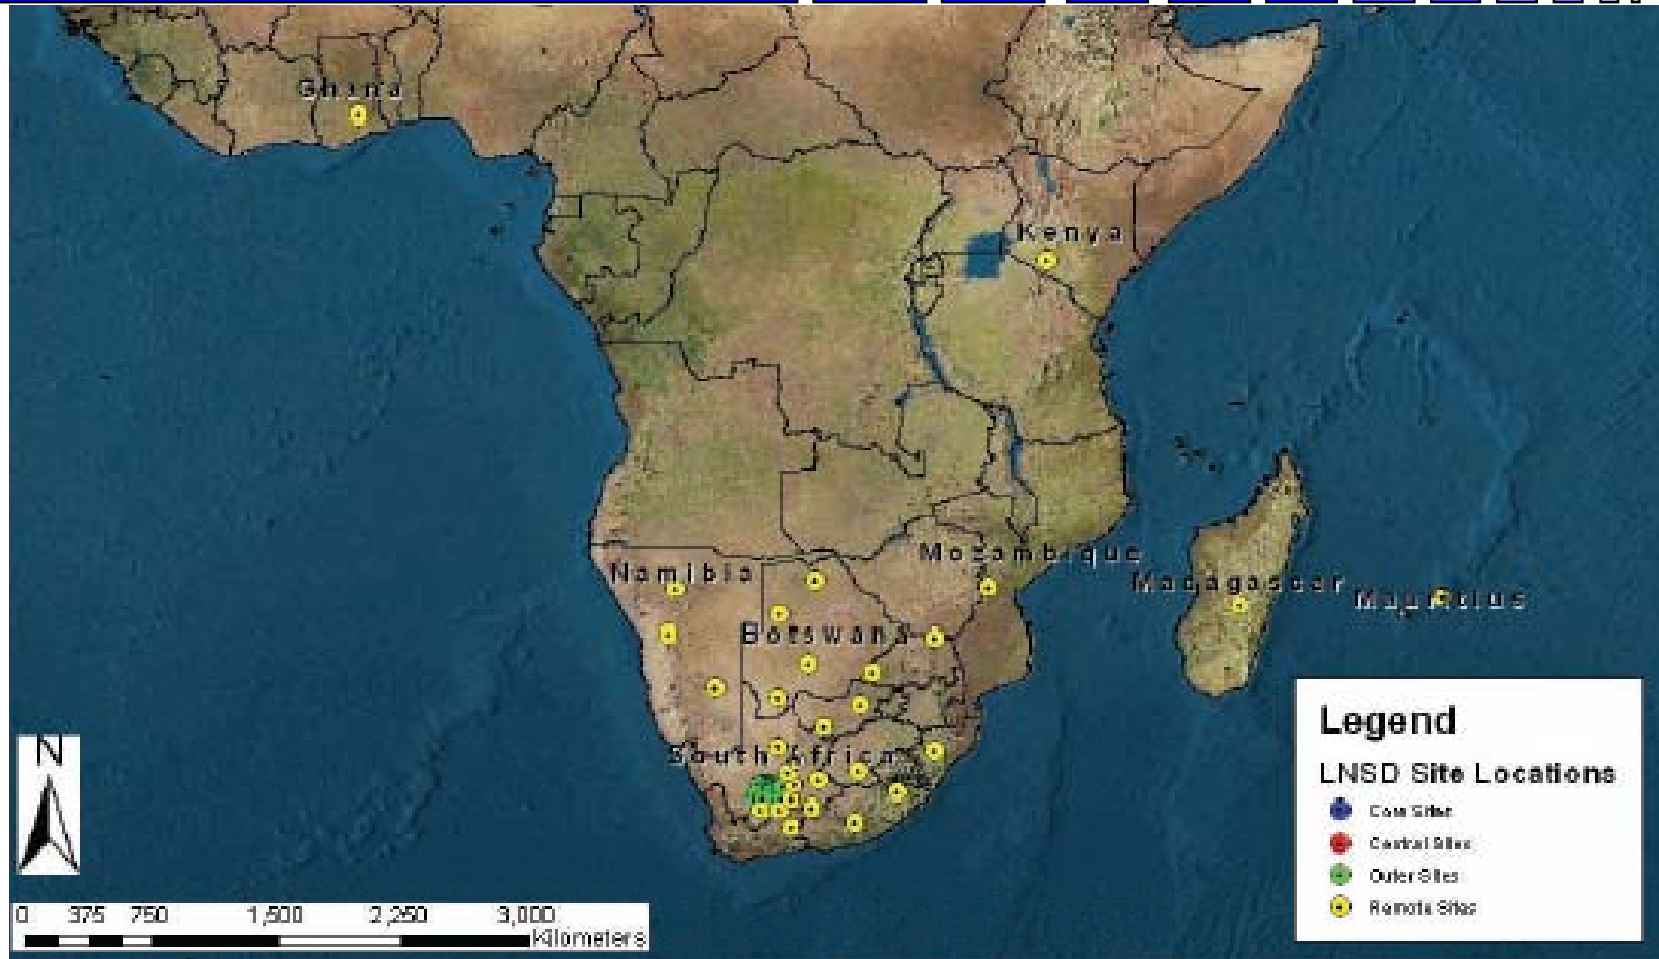 Ghana
Kenya
Mozambique
Namibia
Madagascar
Mauritius
Botswana
South Africa
N
Legend
LNSD Site Locations
Core Sites
Central Sites
Outer Sites
Remote Sites
0 375 750 1,500 2,250 3,000
Kilometers